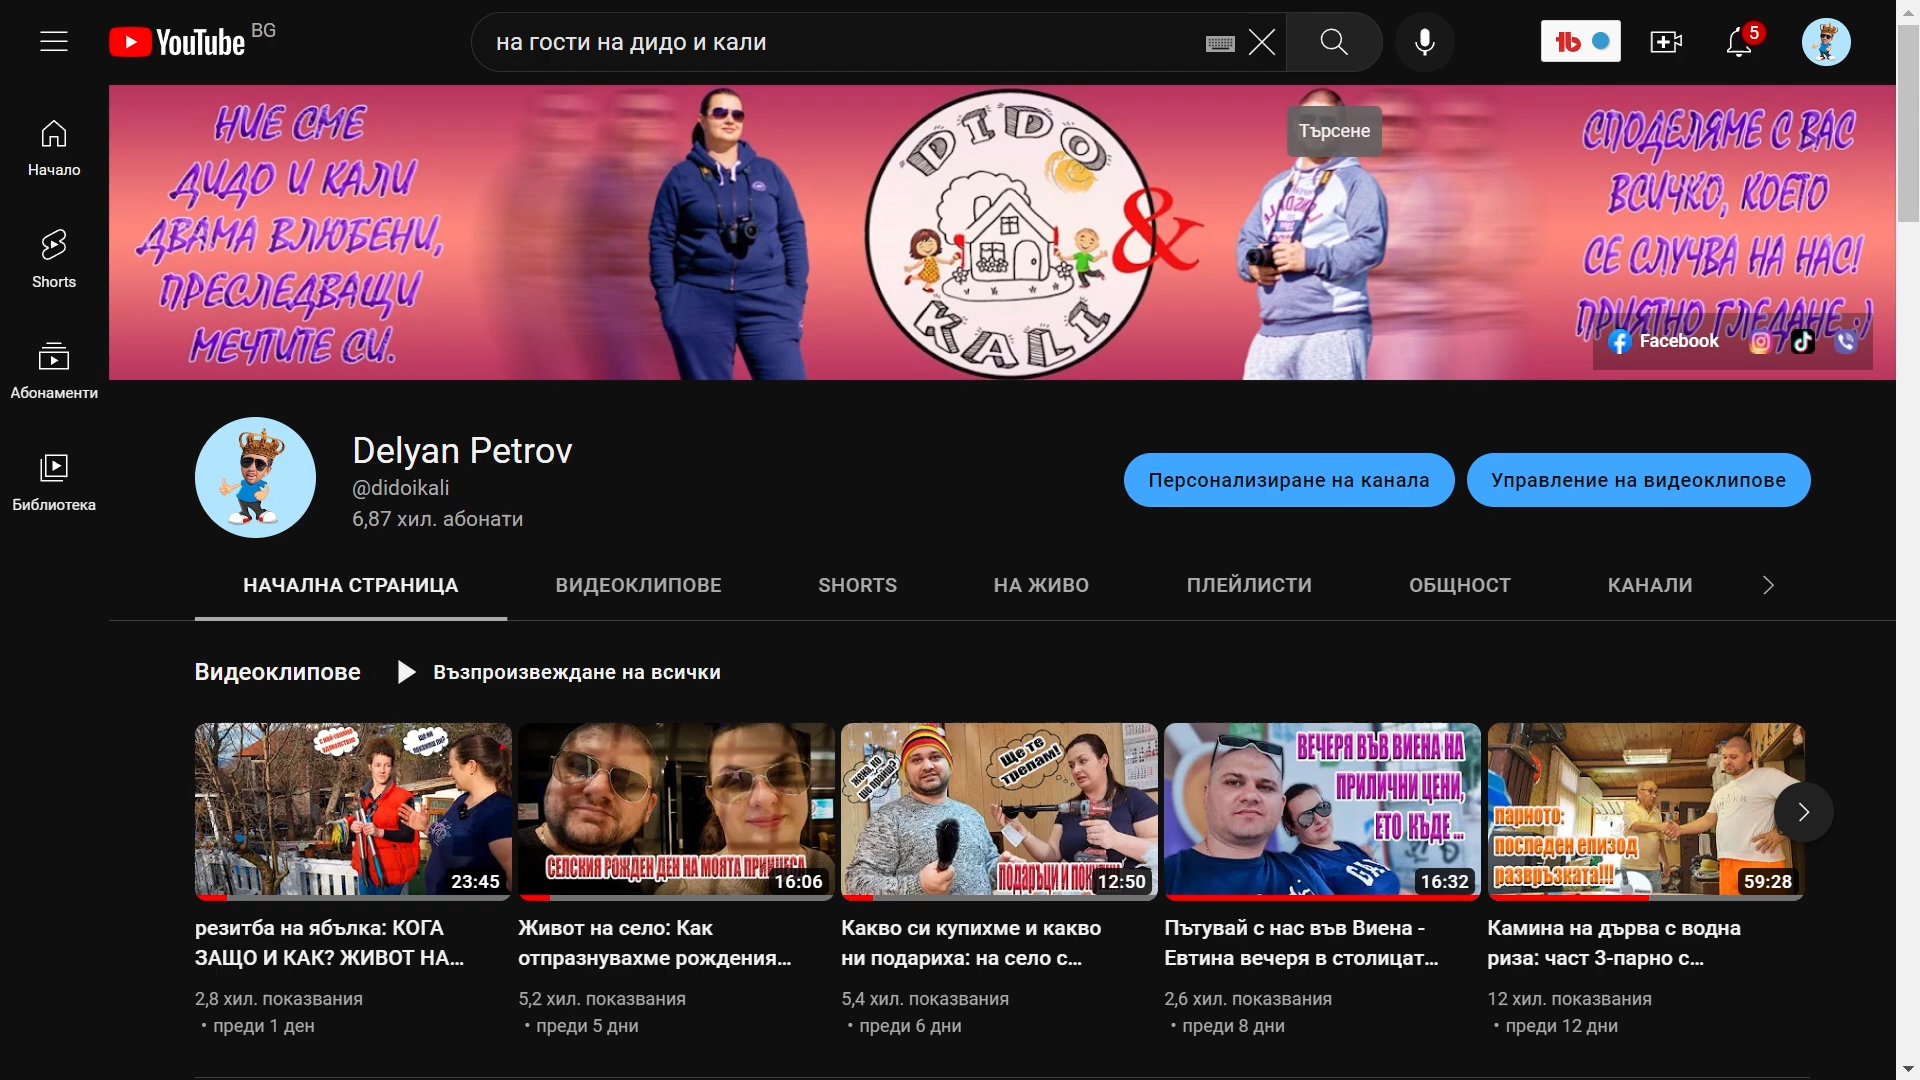 YouTube BG
на гости на дидо и кали
5
Начало
Shorts
Абонаменти
Библиотека
НИЕ СМЕ
ДИДО И КАЛИ
ДВАМА ВЛЮБЕНИ,
ПРЕСЛЕДВАЩИ
МЕЧТИТЕ СИ.
DIDO
&
KALI
Търсене
СПОДЕЛЯМЕ С ВАС
ВСИЧКО, КОЕТО
СЕ СЛУЧВА НА НАС!
ПРИЯТНО ГЛЕДАНЕ :)
Facebook
Delyan Petrov
@didoikali
6,87 хил. абонати
Персонализиране на канала
Управление на видеоклипове
НАЧАЛНА СТРАНИЦА
ВИДЕОКЛИПОВЕ
SHORTS
НА ЖИВО
ПЛЕЙЛИСТИ
ОБЩНОСТ
КАНАЛИ
Видеоклипове
Възпроизвеждане на всички
23:45
резитба на ябълка: КОГА
ЗАЩО И КАК? ЖИВОТ НА...
2,8 хил. показвания
• преди 1 ден
СЕЛСКИЯ РОЖДЕН ДЕН НА МОЯТА ПРИНЦЕСА
16:06
Живот на село: Как
отпразнувахме рождения...
5,2 хил. показвания
• преди 5 дни
Ще те
трепам!
12:50
Какво си купихме и какво
ни подариха: на село с...
5,4 хил. показвания
• преди 6 дни
ВЕЧЕРЯ ВЪВ ВИЕНА НА
ПРИЛИЧНИ ЦЕНИ,
ЕТО КЪДЕ...
16:32
Пътувай с нас във Виена -
Евтина вечеря в столицат...
2,6 хил. показвания
• преди 8 дни
парното:
последен епизод
развръзката!!!
59:28
Камина на дърва с водна
риза: част 3-парно с...
12 хил. показвания
• преди 12 дни